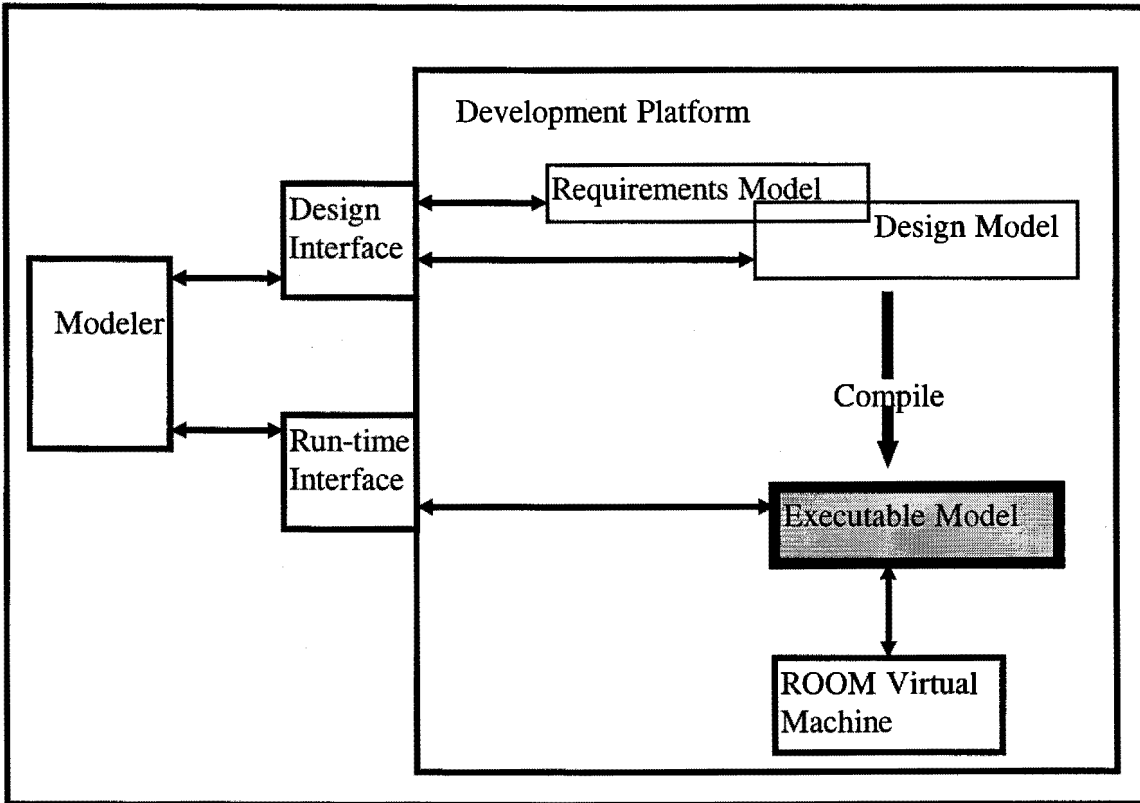 Development Platform
Requirements Model
Design Model
Design
Interface
Modeler
Compile
Run-time
Interface
Executable Model
ROOM Virtual
Machine